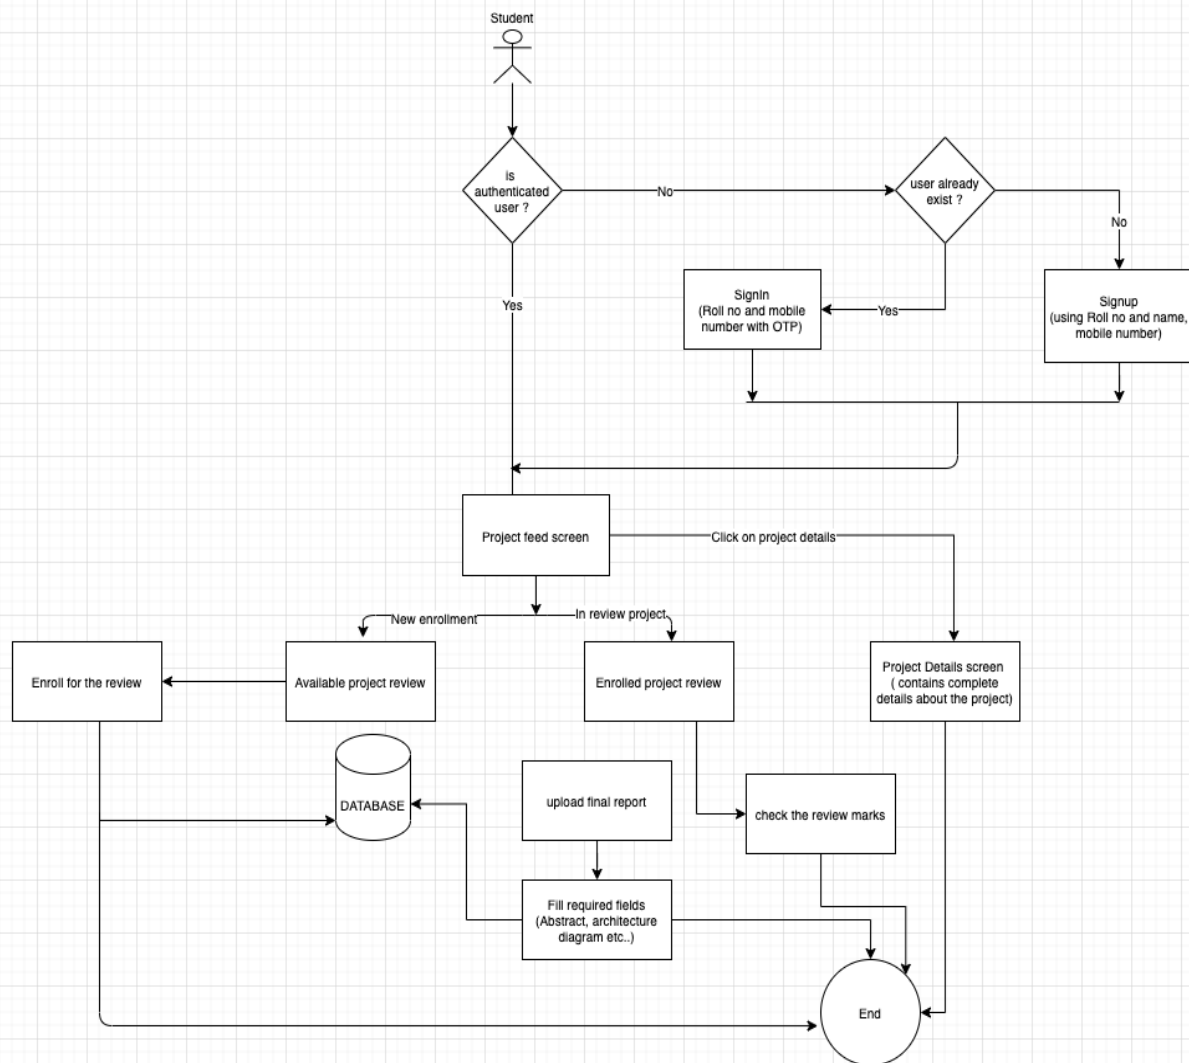 Student
is
authenticated
user ?
No
user already
exist ?
No
Yes
SignIn
(Roll no and mobile
number with OTP)
Yes
Signup
(using Roll no and name,
mobile number)
Project feed screen
Click on project details
New enrollment
In review project
Enroll for the review
Available project review
Enrolled project review
Project Details screen
( contains complete
details about the project)
DATABASE
upload final report
check the review marks
Fill required fields
(Abstract, architecture
diagram etc..)
End